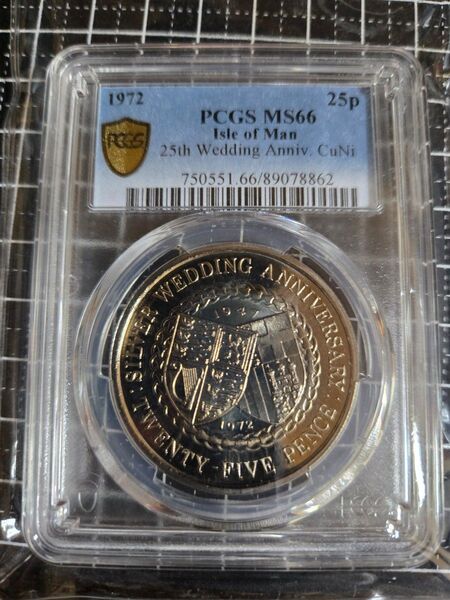 1972 25p
PCGS MS66
Isle of Man
25th Wedding Anniv. CuNi
PCGS
750551.66/89078862
SILVER WEDDING ANNIVERSARY
1947
1972
TWENTY-FIVE PENCE